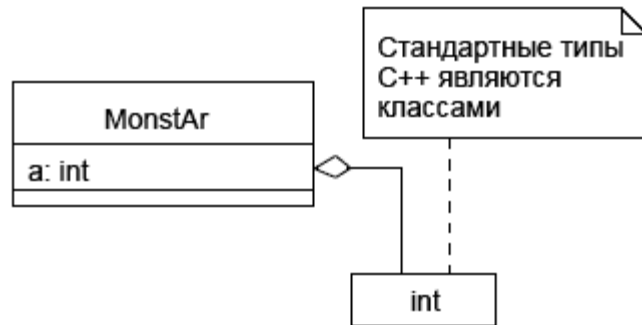 Стандартные типы
C++ являются
классами
MonstAr
a: int
int